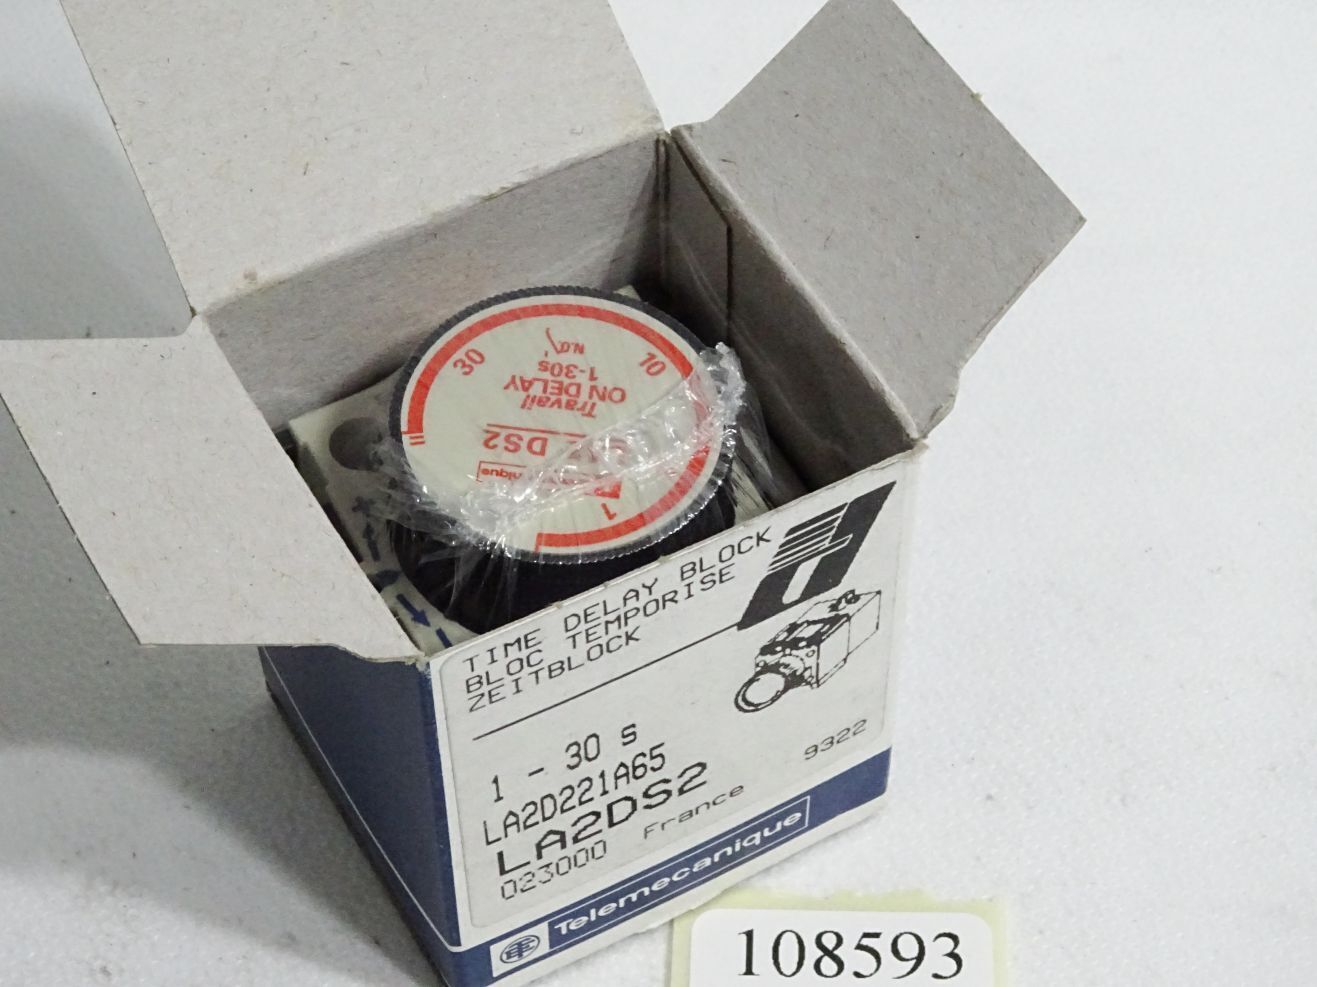 30
10
N.O.
1-30s
ON DELAY
Travail
DS2
1
TIME DELAY BLOCK
BLOC TEMPORISE
ZEITBLOCK
1 - 30 s
LA2D221A65
LA2DS2
023000 France
9322
Telemecanique
108593